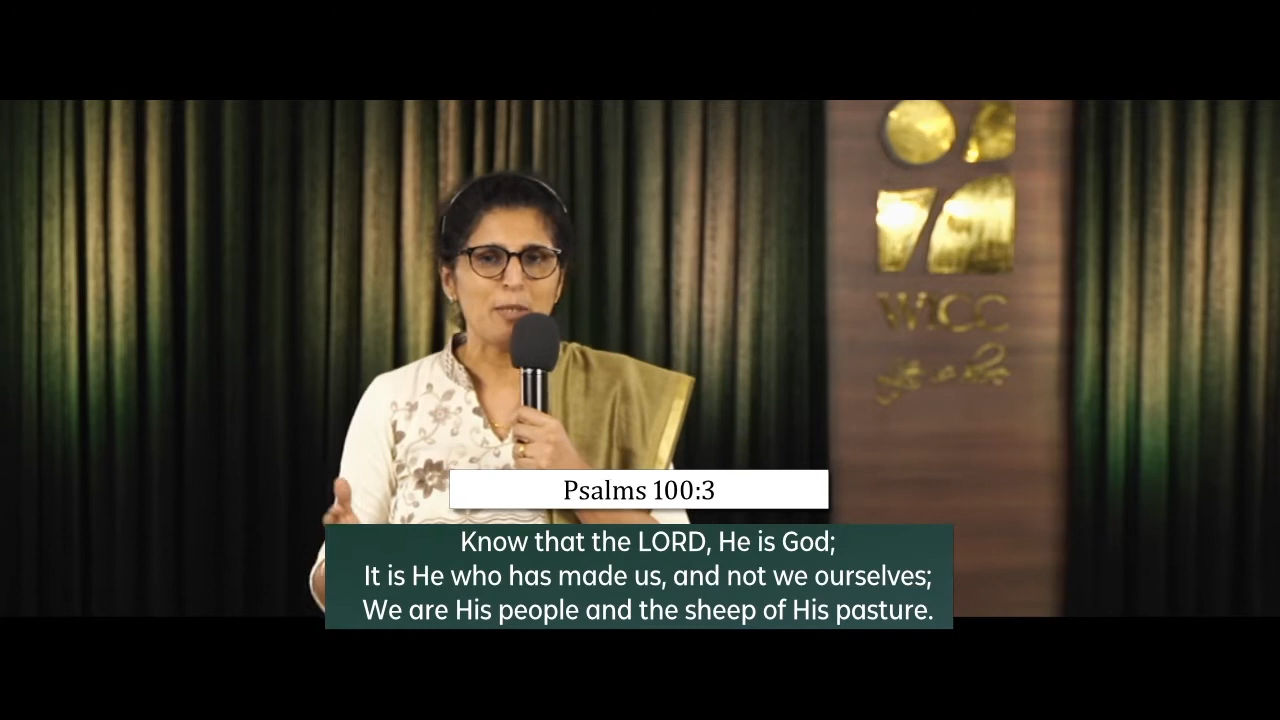 WICC
Psalms 100:3
Know that the LORD, He is God;
It is He who has made us, and not we ourselves;
We are His people and the sheep of His pasture.